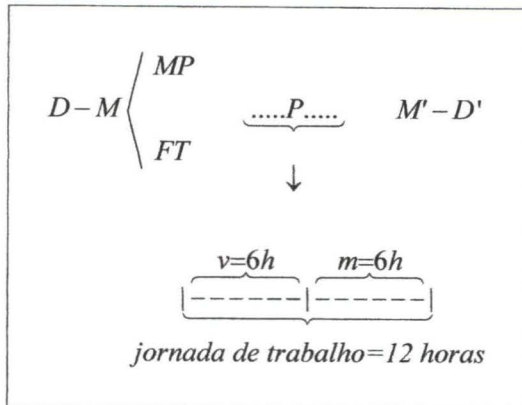 MP
D – M .....P..... M' – D'
FT
↓
v=6h m=6h
|– – – – – – –|– – – – – – –|
jornada de trabalho=12 horas